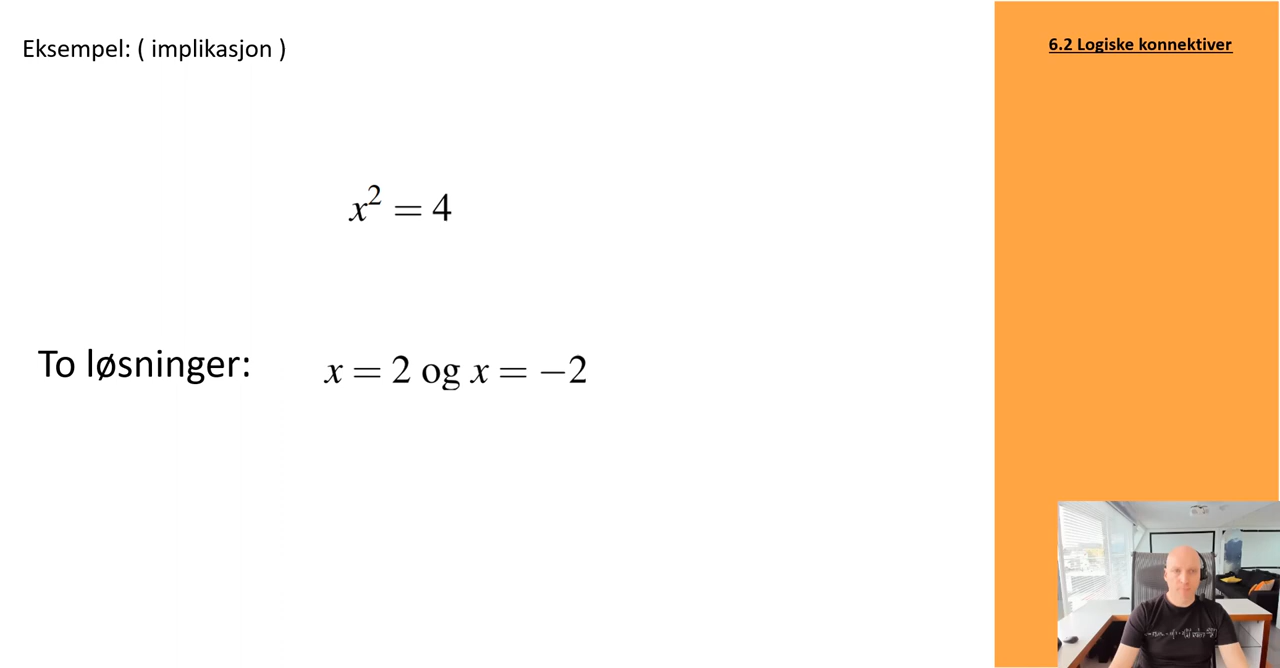 Eksempel: ( implikasjon )
6.2 Logiske konnektiver
x² = 4
To løsninger: x = 2 og x = −2